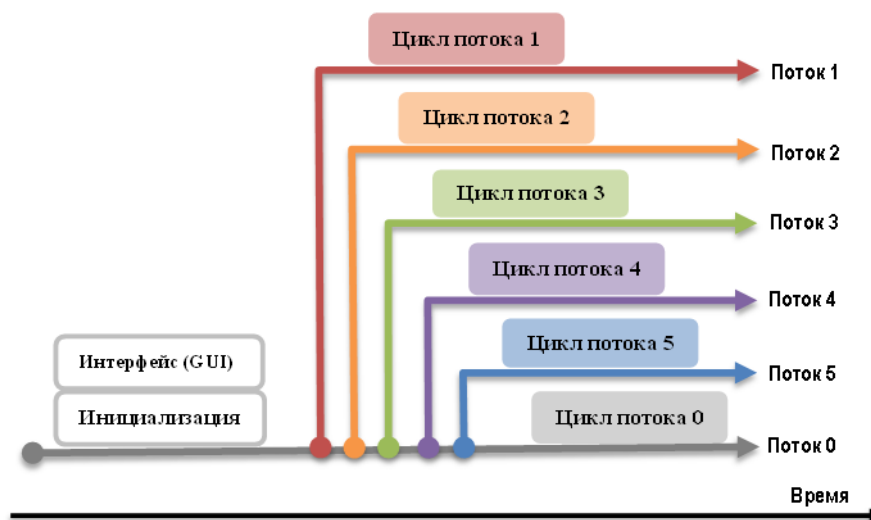 Цикл потока 1
Поток 1
Цикл потока 2
Поток 2
Цикл потока 3
Поток 3
Цикл потока 4
Поток 4
Интерфейс (GUI)
Цикл потока 5
Поток 5
Инициализация
Цикл потока 0
Поток 0
Время